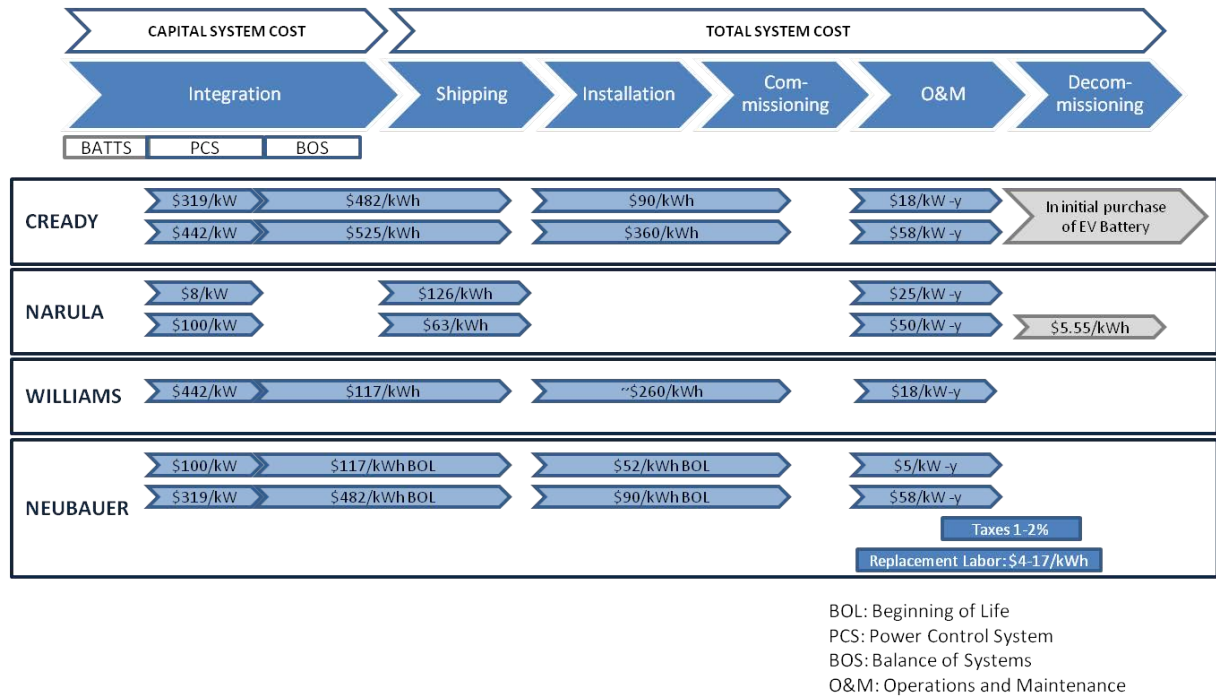 CAPITAL SYSTEM COST
TOTAL SYSTEM COST
Integration
Shipping
Installation
Com-
missioning
O&M
Decom-
missioning
BATTS
PCS
BOS
CREADY
$319/kW
$482/kWh
$90/kWh
$18/kW -y
$442/kW
$525/kWh
$360/kWh
$58/kW -y
In initial purchase
of EV Battery
NARULA
$8/kW
$126/kWh
$25/kW -y
$100/kW
$63/kWh
$50/kW -y
$5.55/kWh
WILLIAMS
$442/kW
$117/kWh
~$260/kWh
$18/kW-y
NEUBAUER
$100/kW
$117/kWh BOL
$52/kWh BOL
$5/kW -y
$319/kW
$482/kWh BOL
$90/kWh BOL
$58/kW -y
Taxes 1-2%
Replacement Labor: $4-17/kWh
BOL: Beginning of Life
PCS: Power Control System
BOS: Balance of Systems
O&M: Operations and Maintenance